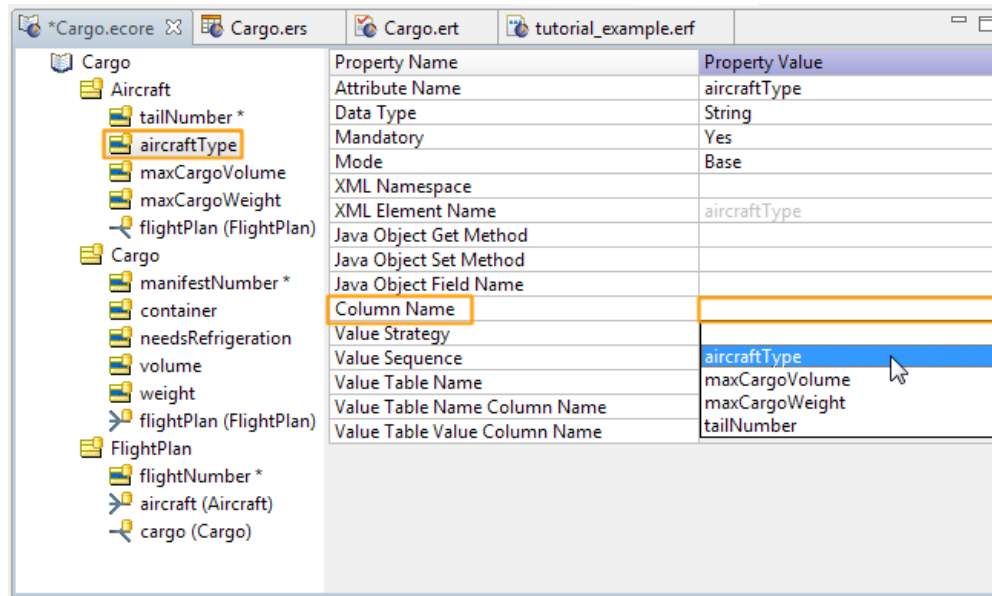 *Cargo.ecore Cargo.ers Cargo.ert tutorial_example.erf
Cargo
Aircraft
tailNumber *
aircraftType
maxCargoVolume
maxCargoWeight
flightPlan (FlightPlan)
Cargo
manifestNumber *
container
needsRefrigeration
volume
weight
flightPlan (FlightPlan)
FlightPlan
flightNumber *
aircraft (Aircraft)
cargo (Cargo)
Property Name Property Value
Attribute Name aircraftType
Data Type String
Mandatory Yes
Mode Base
XML Namespace
XML Element Name aircraftType
Java Object Get Method
Java Object Set Method
Java Object Field Name
Column Name
Value Strategy
Value Sequence aircraftType
Value Table Name maxCargoVolume
Value Table Name Column Name maxCargoWeight
Value Table Value Column Name tailNumber